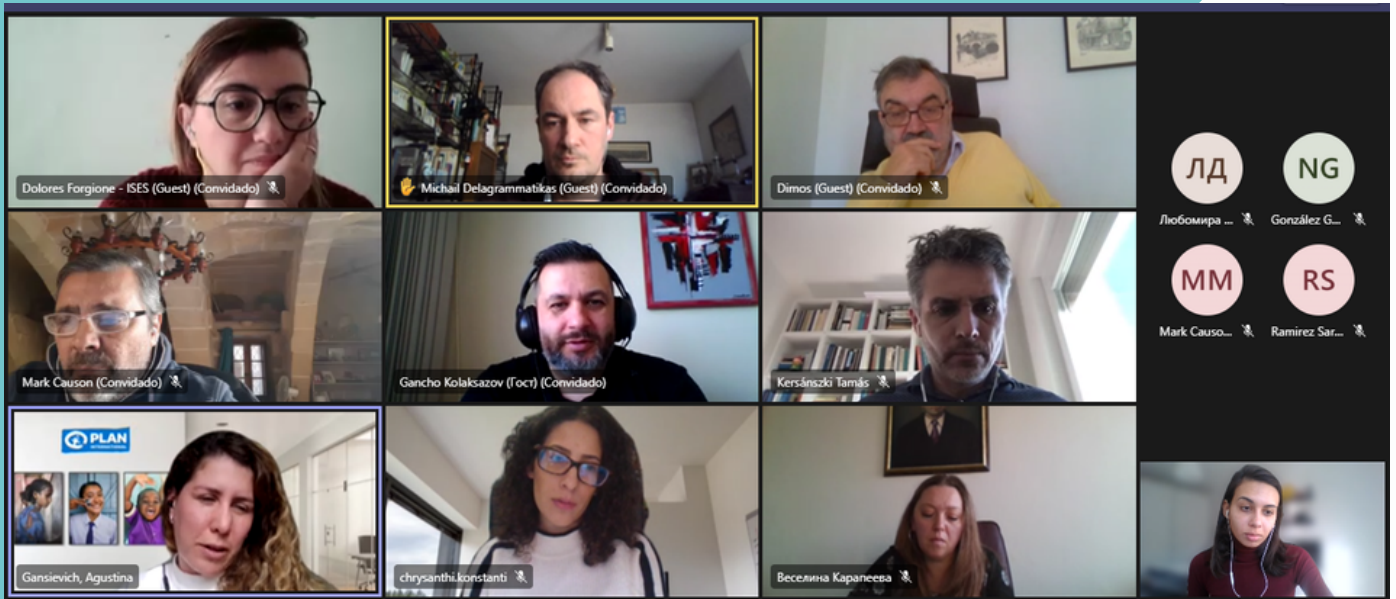 Dolores Forgione - ISES (Guest) (Convidado)
Michail Delagrammatikas (Guest) (Convidado)
Dimos (Guest) (Convidado)
ЛД
NG
Любомира ...
González G...
MM
RS
Mark Causo...
Ramirez Sar...
Mark Causon (Convidado)
Gancho Kolaksazov (Гост) (Convidado)
Kersánszki Tamás
PLAN
INTERNATIONAL
Gansievich, Agustina
chrysanthi.konstanti
Веселина Карапеева